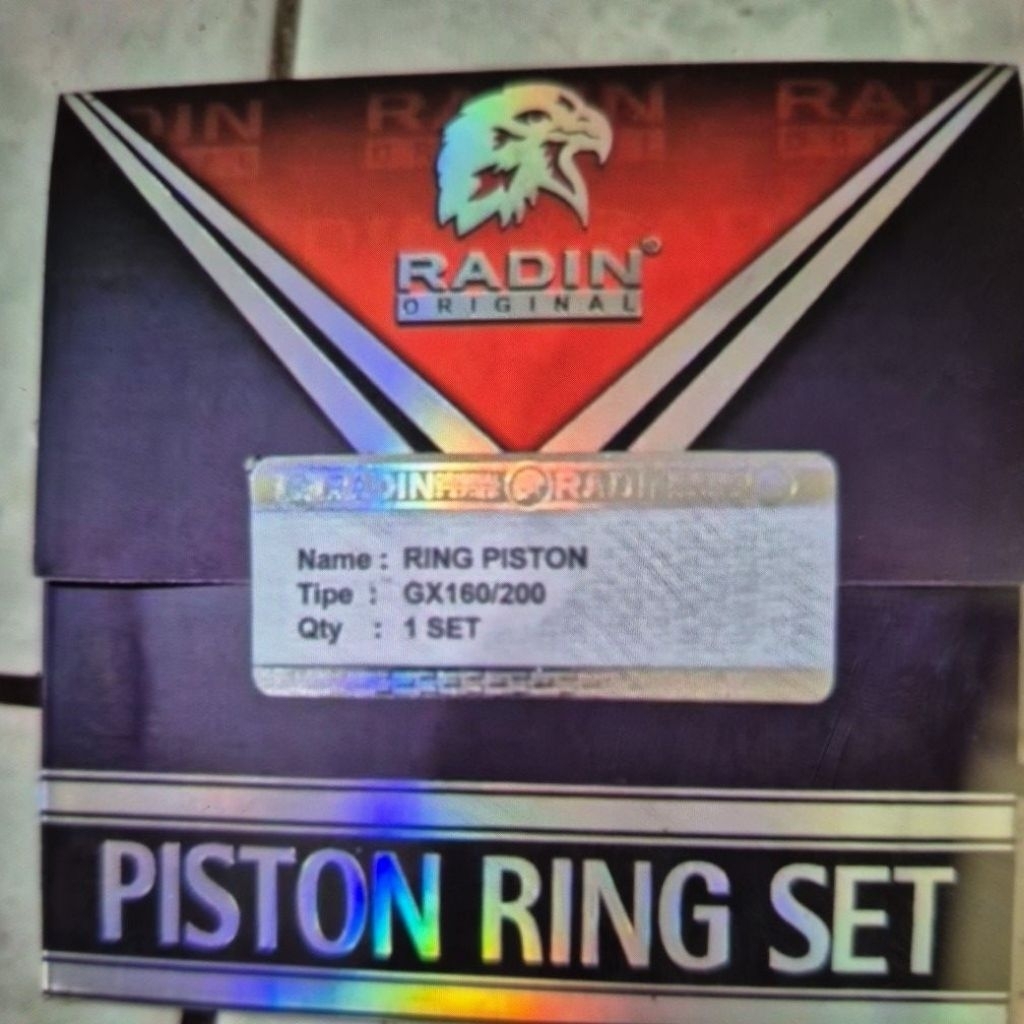 RADIN
ORIGINAL
Name : RING PISTON
Tipe : GX160/200
Qty : 1 SET
PISTON RING SET